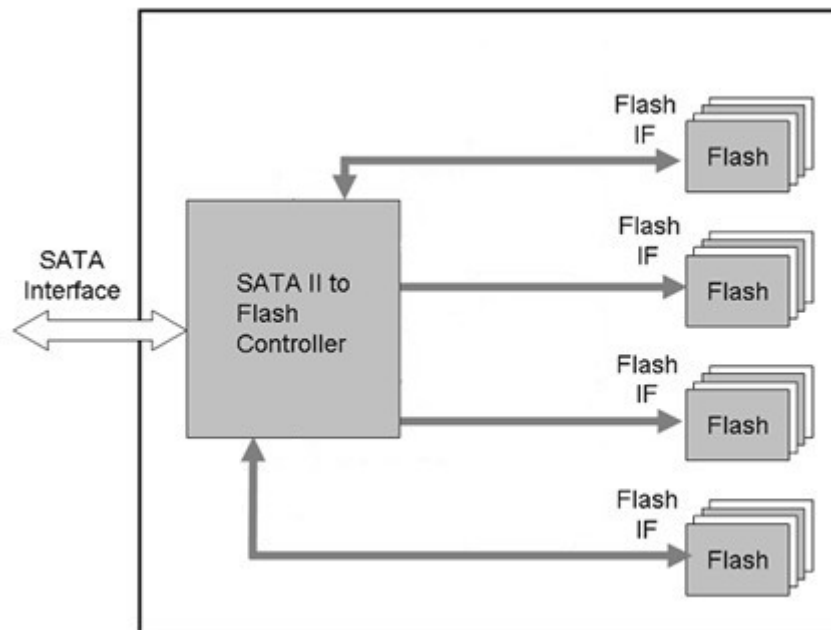 SATA
Interface
SATA II to
Flash
Controller
Flash
IF
Flash
Flash
IF
Flash
Flash
IF
Flash
Flash
IF
Flash